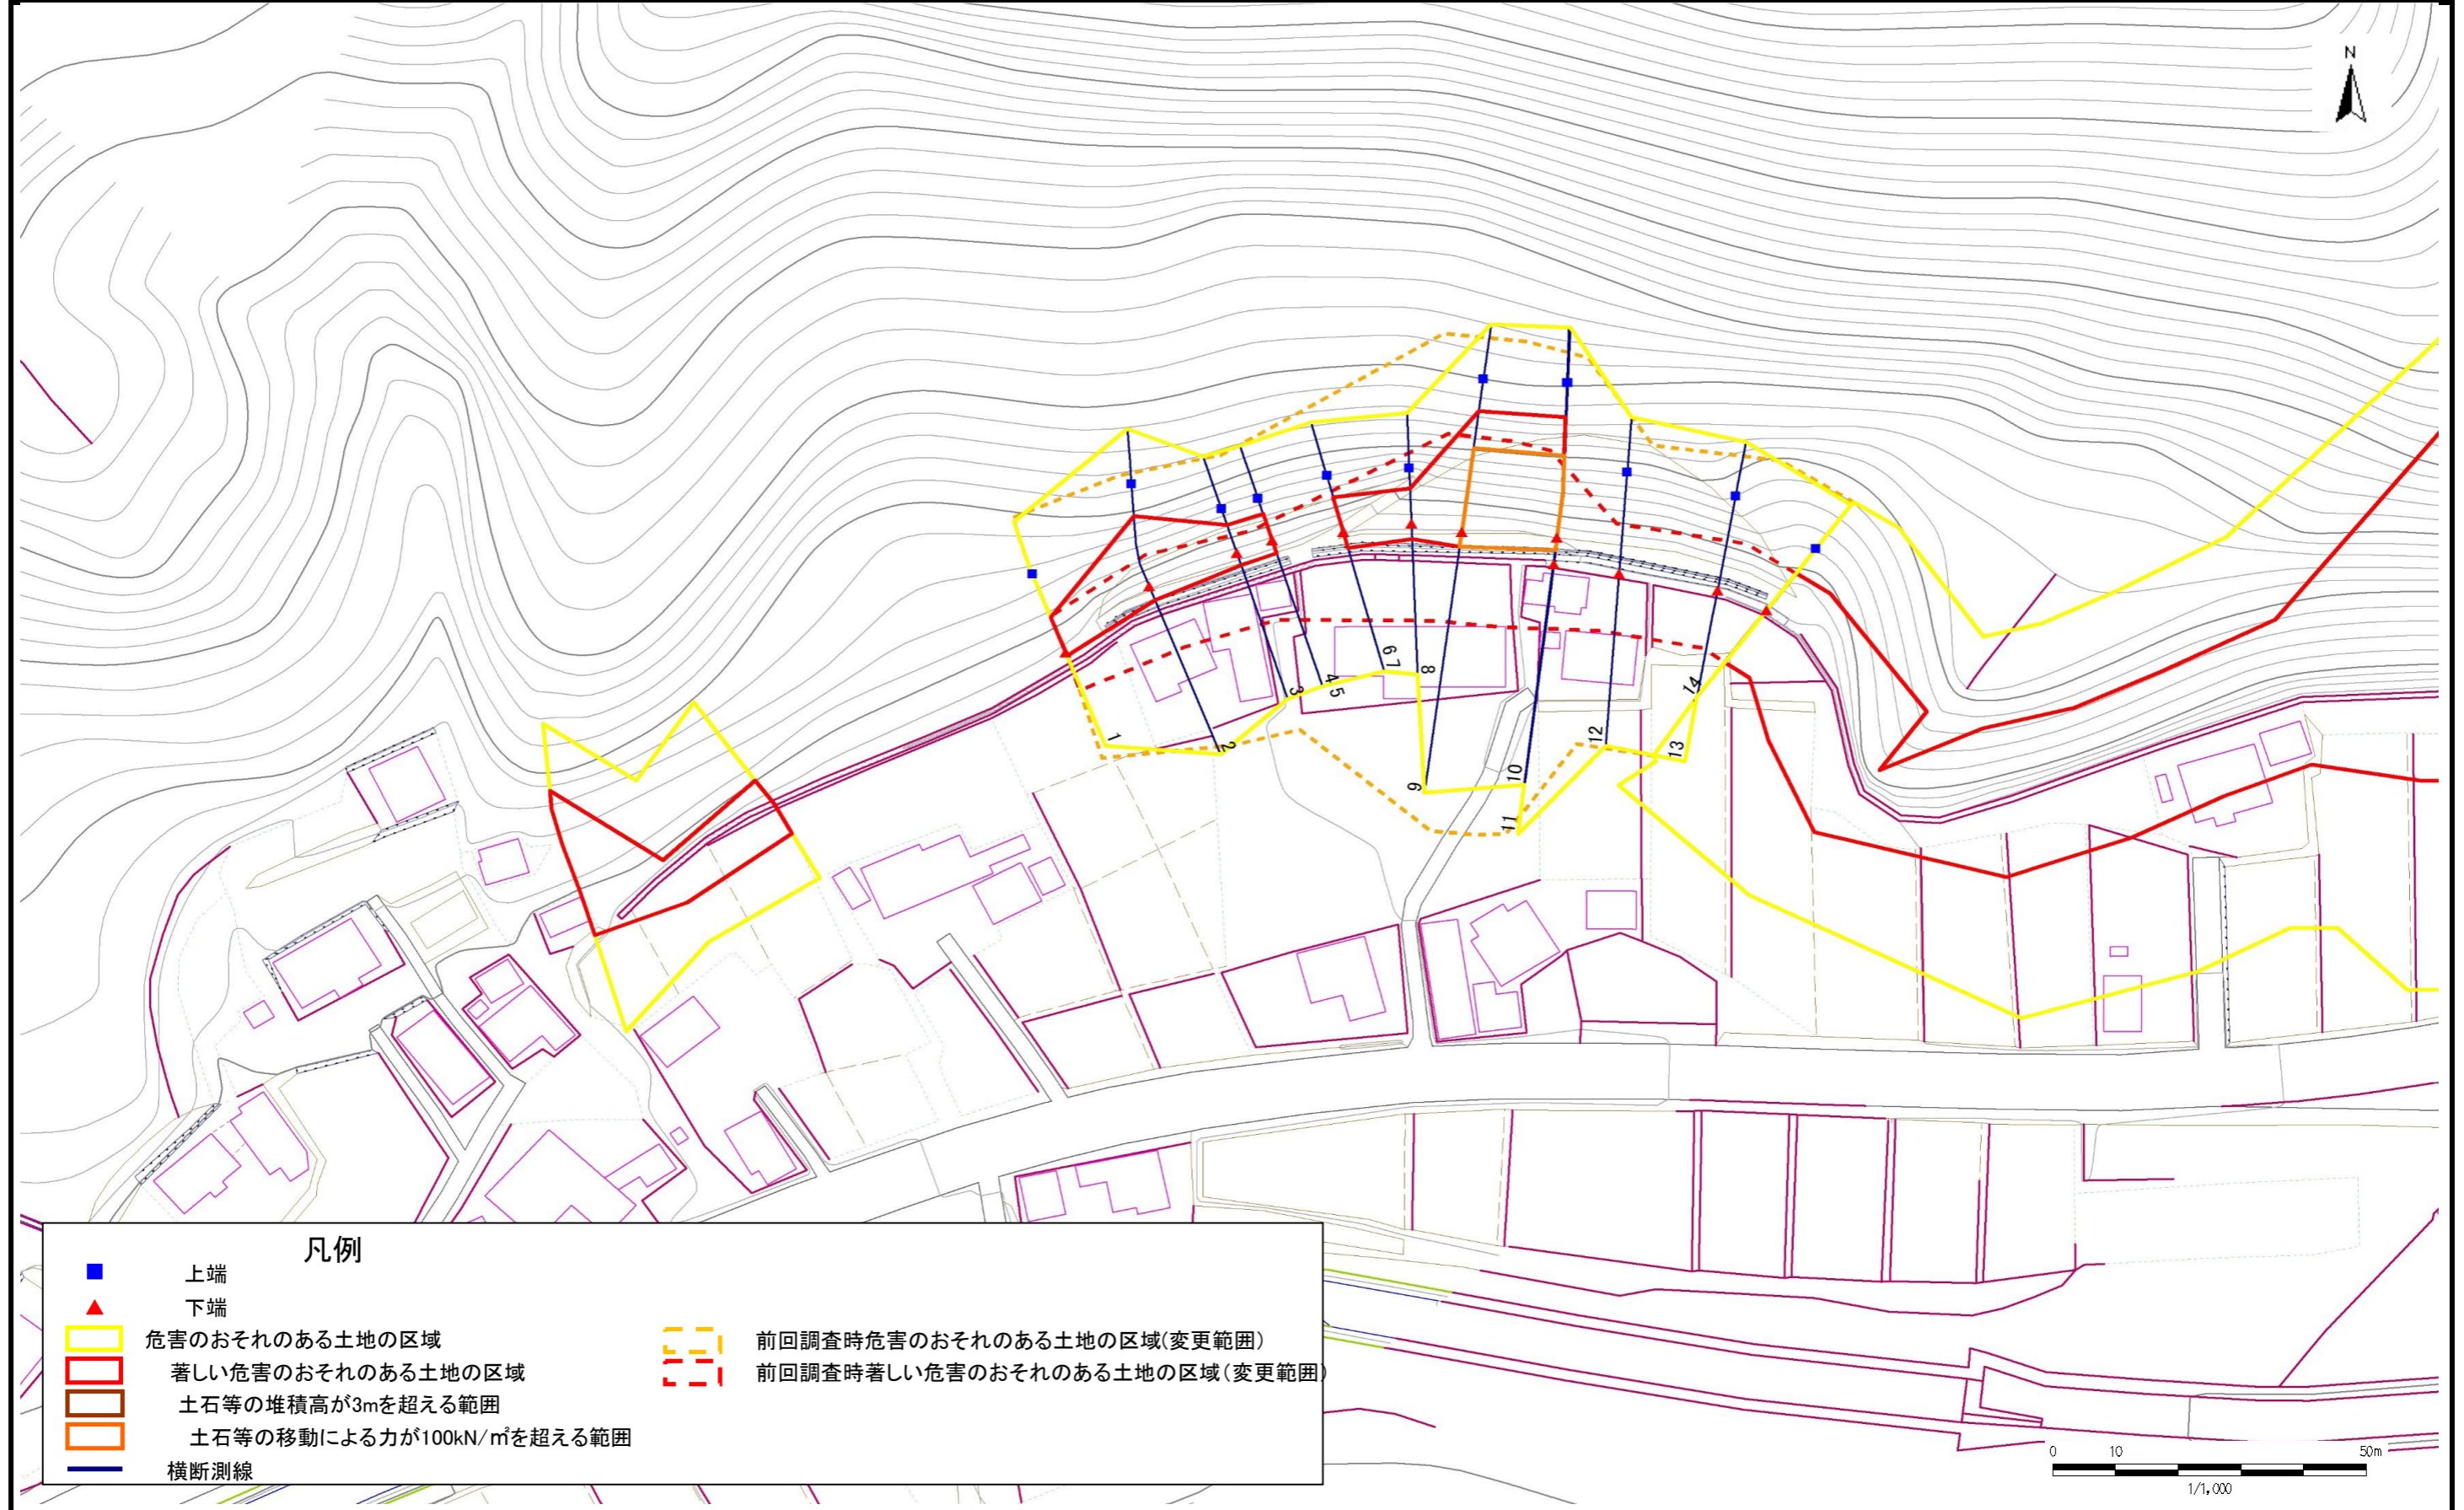 N
1
2
3
4
5
6
7
8
9
10
11
12
13
14
凡例
上端
下端
危害のおそれのある土地の区域
著しい危害のおそれのある土地の区域
土石等の堆積高が3mを超える範囲
土石等の移動による力が100kN/㎡を超える範囲
横断測線
前回調査時危害のおそれのある土地の区域(変更範囲)
前回調査時著しい危害のおそれのある土地の区域(変更範囲)
0 10 50m
1/1,000